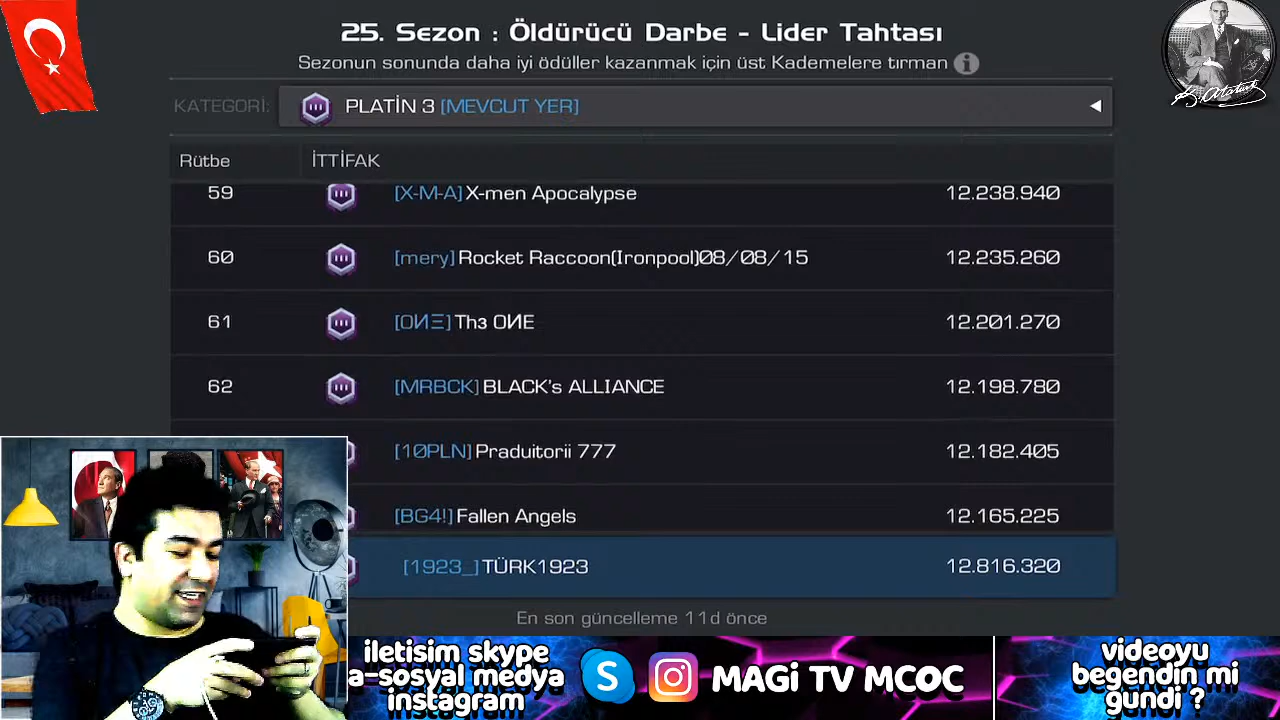 25. Sezon : Öldürücü Darbe - Lider Tahtası
Sezonun sonunda daha iyi ödüller kazanmak için üst Kademelere tırman
KATEGORİ: PLATİN 3 [MEVCUT YER]
Rütbe İTTİFAK
59 [X-M-A] X-men Apocalypse 12.238.940
60 [mery] Rocket Raccoon(Ironpool)08/08/15 12.235.260
61 [OИΞ] Thз OИE 12.201.270
62 [MRBCK] BLACK's ALLIANCE 12.198.780
[10PLN] Praduitorii 777 12.182.405
[BG4!] Fallen Angels 12.165.225
[1923_] TÜRK1923 12.816.320
En son güncelleme 11d önce
iletisim skype
a-sosyal medya
instagram
MAGi TV MCOC
videoyu
begendin mi
gundi ?
K. Atatürk